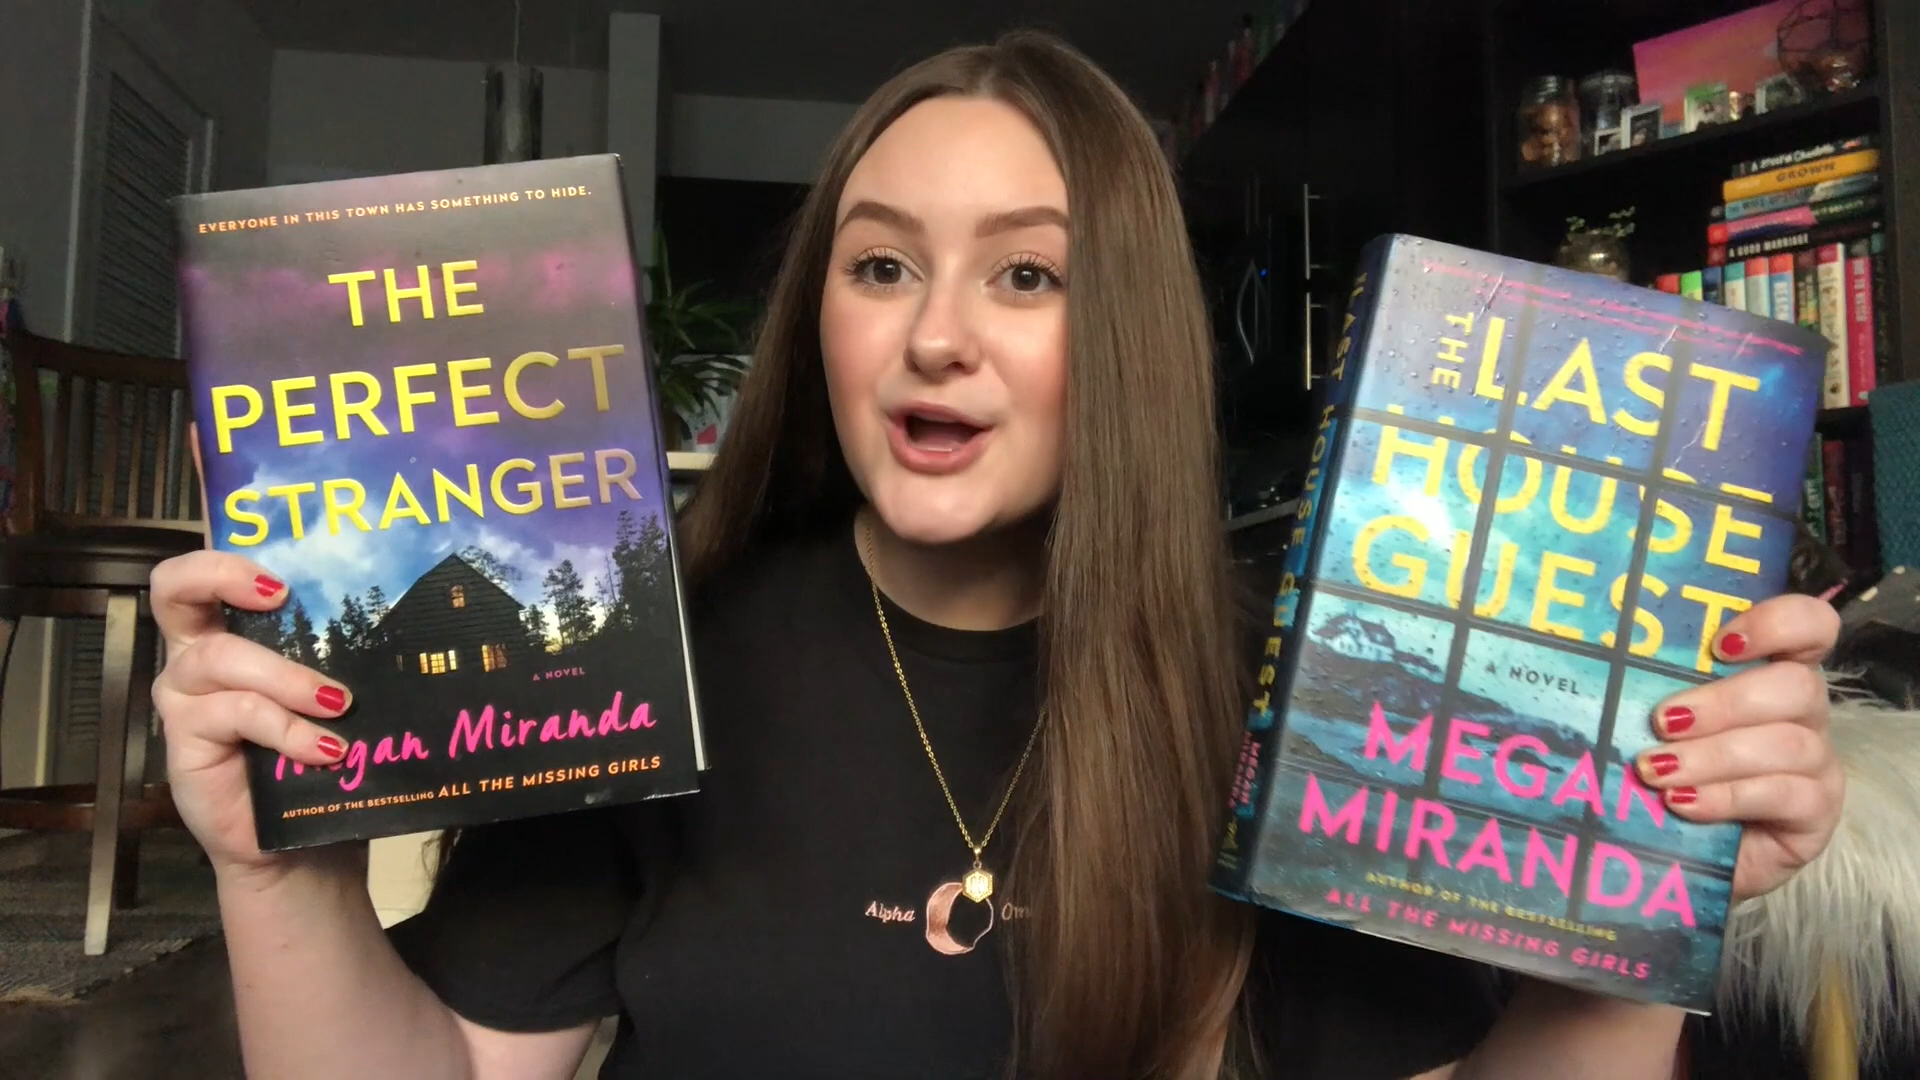 EVERYONE IN THIS TOWN HAS SOMETHING TO HIDE.
THE
PERFECT
STRANGER
A NOVEL
Megan Miranda
AUTHOR OF THE BESTSELLING ALL THE MISSING GIRLS
LAST HOUSE GUEST
THE
LAST
HOUSE
GUEST
A NOVEL
MEGAN
MIRANDA
AUTHOR OF THE BESTSELLING
ALL THE MISSING GIRLS
Alpha
GROWN
A GOOD MARRIAGE